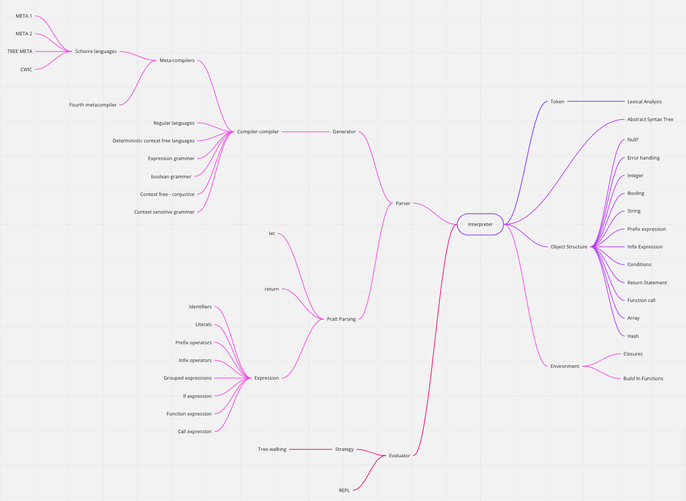 META 1
META 2
TREE META
CWIC
Schorre languages
Meta-compilers
Fourth metacompiler
Regular languages
Deterministic context free languages
Expression grammer
boolean grammer
Context free - conjuctive
Context sensitive grammer
Compiler-compiler
Generator
Parser
let
return
Pratt Parsing
Identifiers
Literals
Prefix operators
Infix operators
Grouped expressions
If expression
Function expression
Call expression
Expression
Tree walking
Strategy
Evaluator
REPL
Interpreter
Token
Lexical Analysis
Abstract Syntax Tree
Object Structure
Null?
Error handling
Integer
Booling
String
Prefix expression
Infix Expression
Conditions
Return Statement
Function call
Array
Hash
Environment
Closures
Build In Functions